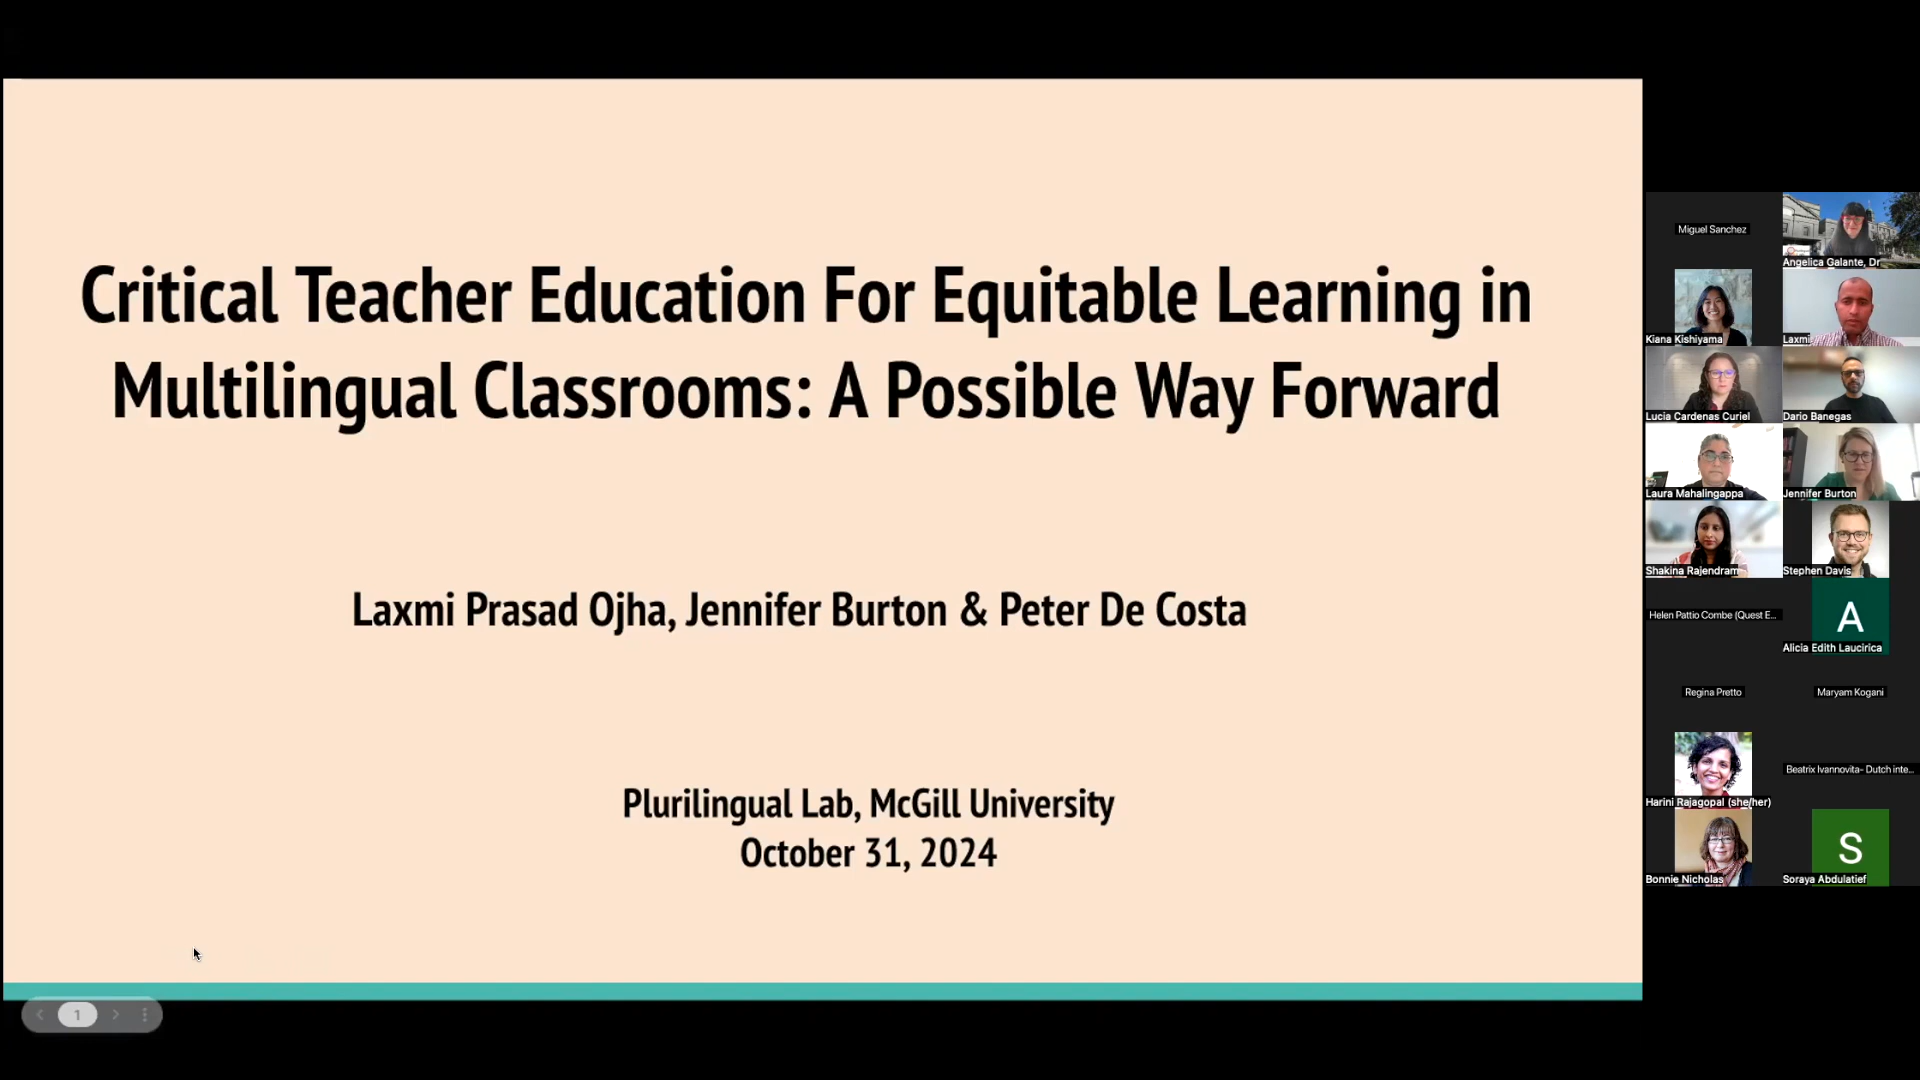 Critical Teacher Education For Equitable Learning in
Multilingual Classrooms: A Possible Way Forward
Laxmi Prasad Ojha, Jennifer Burton & Peter De Costa
Plurilingual Lab, McGill University
October 31, 2024
1
Miguel Sanchez
Angelica Galante, Dr
Kiana Kishiyama
Laxmi
Lucia Cardenas Curiel
Dario Banegas
Laura Mahalingappa
Jennifer Burton
Shakina Rajendram
Stephen Davis
Helen Pattio Combe (Quest E...
A
Alicia Edith Laucirica
Regina Pretto
Maryam Kogani
Harini Rajagopal (she/her)
Beatrix Ivannovita- Dutch inte...
Bonnie Nicholas
S
Soraya Abdulatief